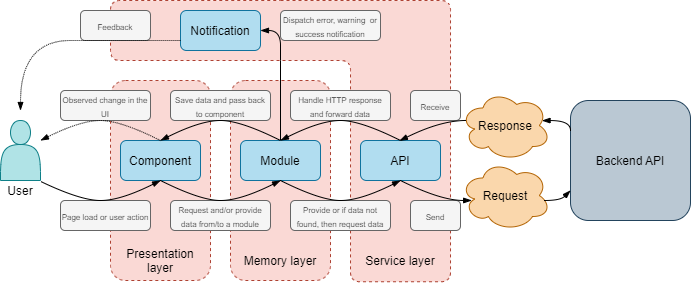 Feedback
Notification
Dispatch error, warning or
success notification
Observed change in the
UI
Save data and pass back
to component
Handle HTTP response
and forward data
Receive
Response
Component
Module
API
Backend API
User
Request
Page load or user action
Request and/or provide
data from/to a module
Provide or if data not
found, then request data
Send
Presentation
layer
Memory layer
Service layer